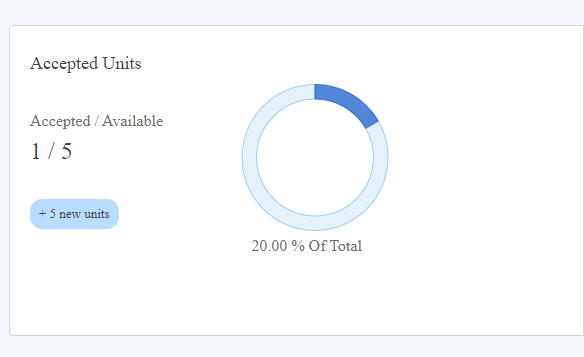 Accepted Units
Accepted / Available
1 / 5
+ 5 new units
20.00 % Of Total